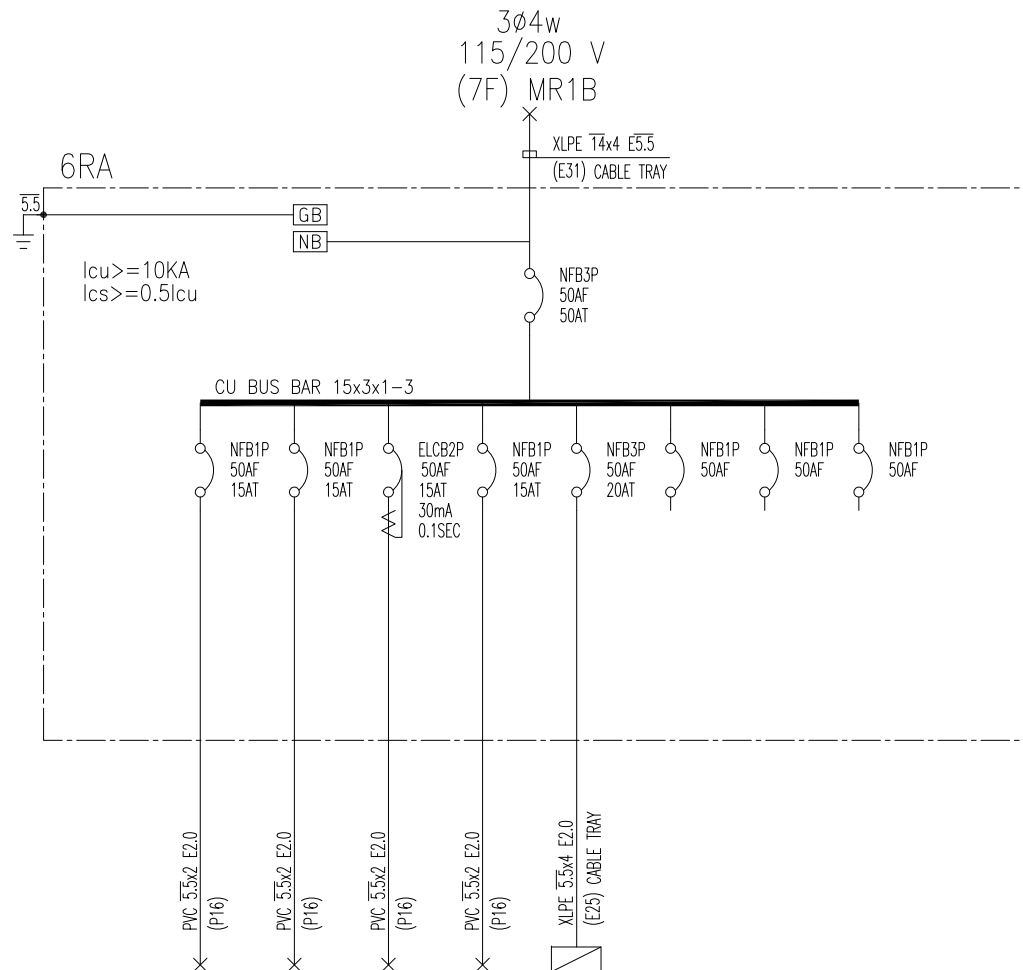 3ø4w
115/200 V
(7F) MR1B
XLPE 14x4 E5.5
(E31) CABLE TRAY
6RA
5.5
GB
NB
Icu>=10KA
Ics>=0.5Icu
NFB3P
50AF
50AT
CU BUS BAR 15x3x1-3
NFB1P
50AF
15AT
NFB1P
50AF
15AT
ELCB2P
50AF
15AT
30mA
0.1SEC
NFB1P
50AF
15AT
NFB3P
50AF
20AT
NFB1P
50AF
NFB1P
50AF
NFB1P
50AF
PVC 5.5x2 E2.0
(P16)
PVC 5.5x2 E2.0
(P16)
PVC 5.5x2 E2.0
(P16)
PVC 5.5x2 E2.0
(P16)
XLPE 5.5x4 E2.0
(E25) CABLE TRAY